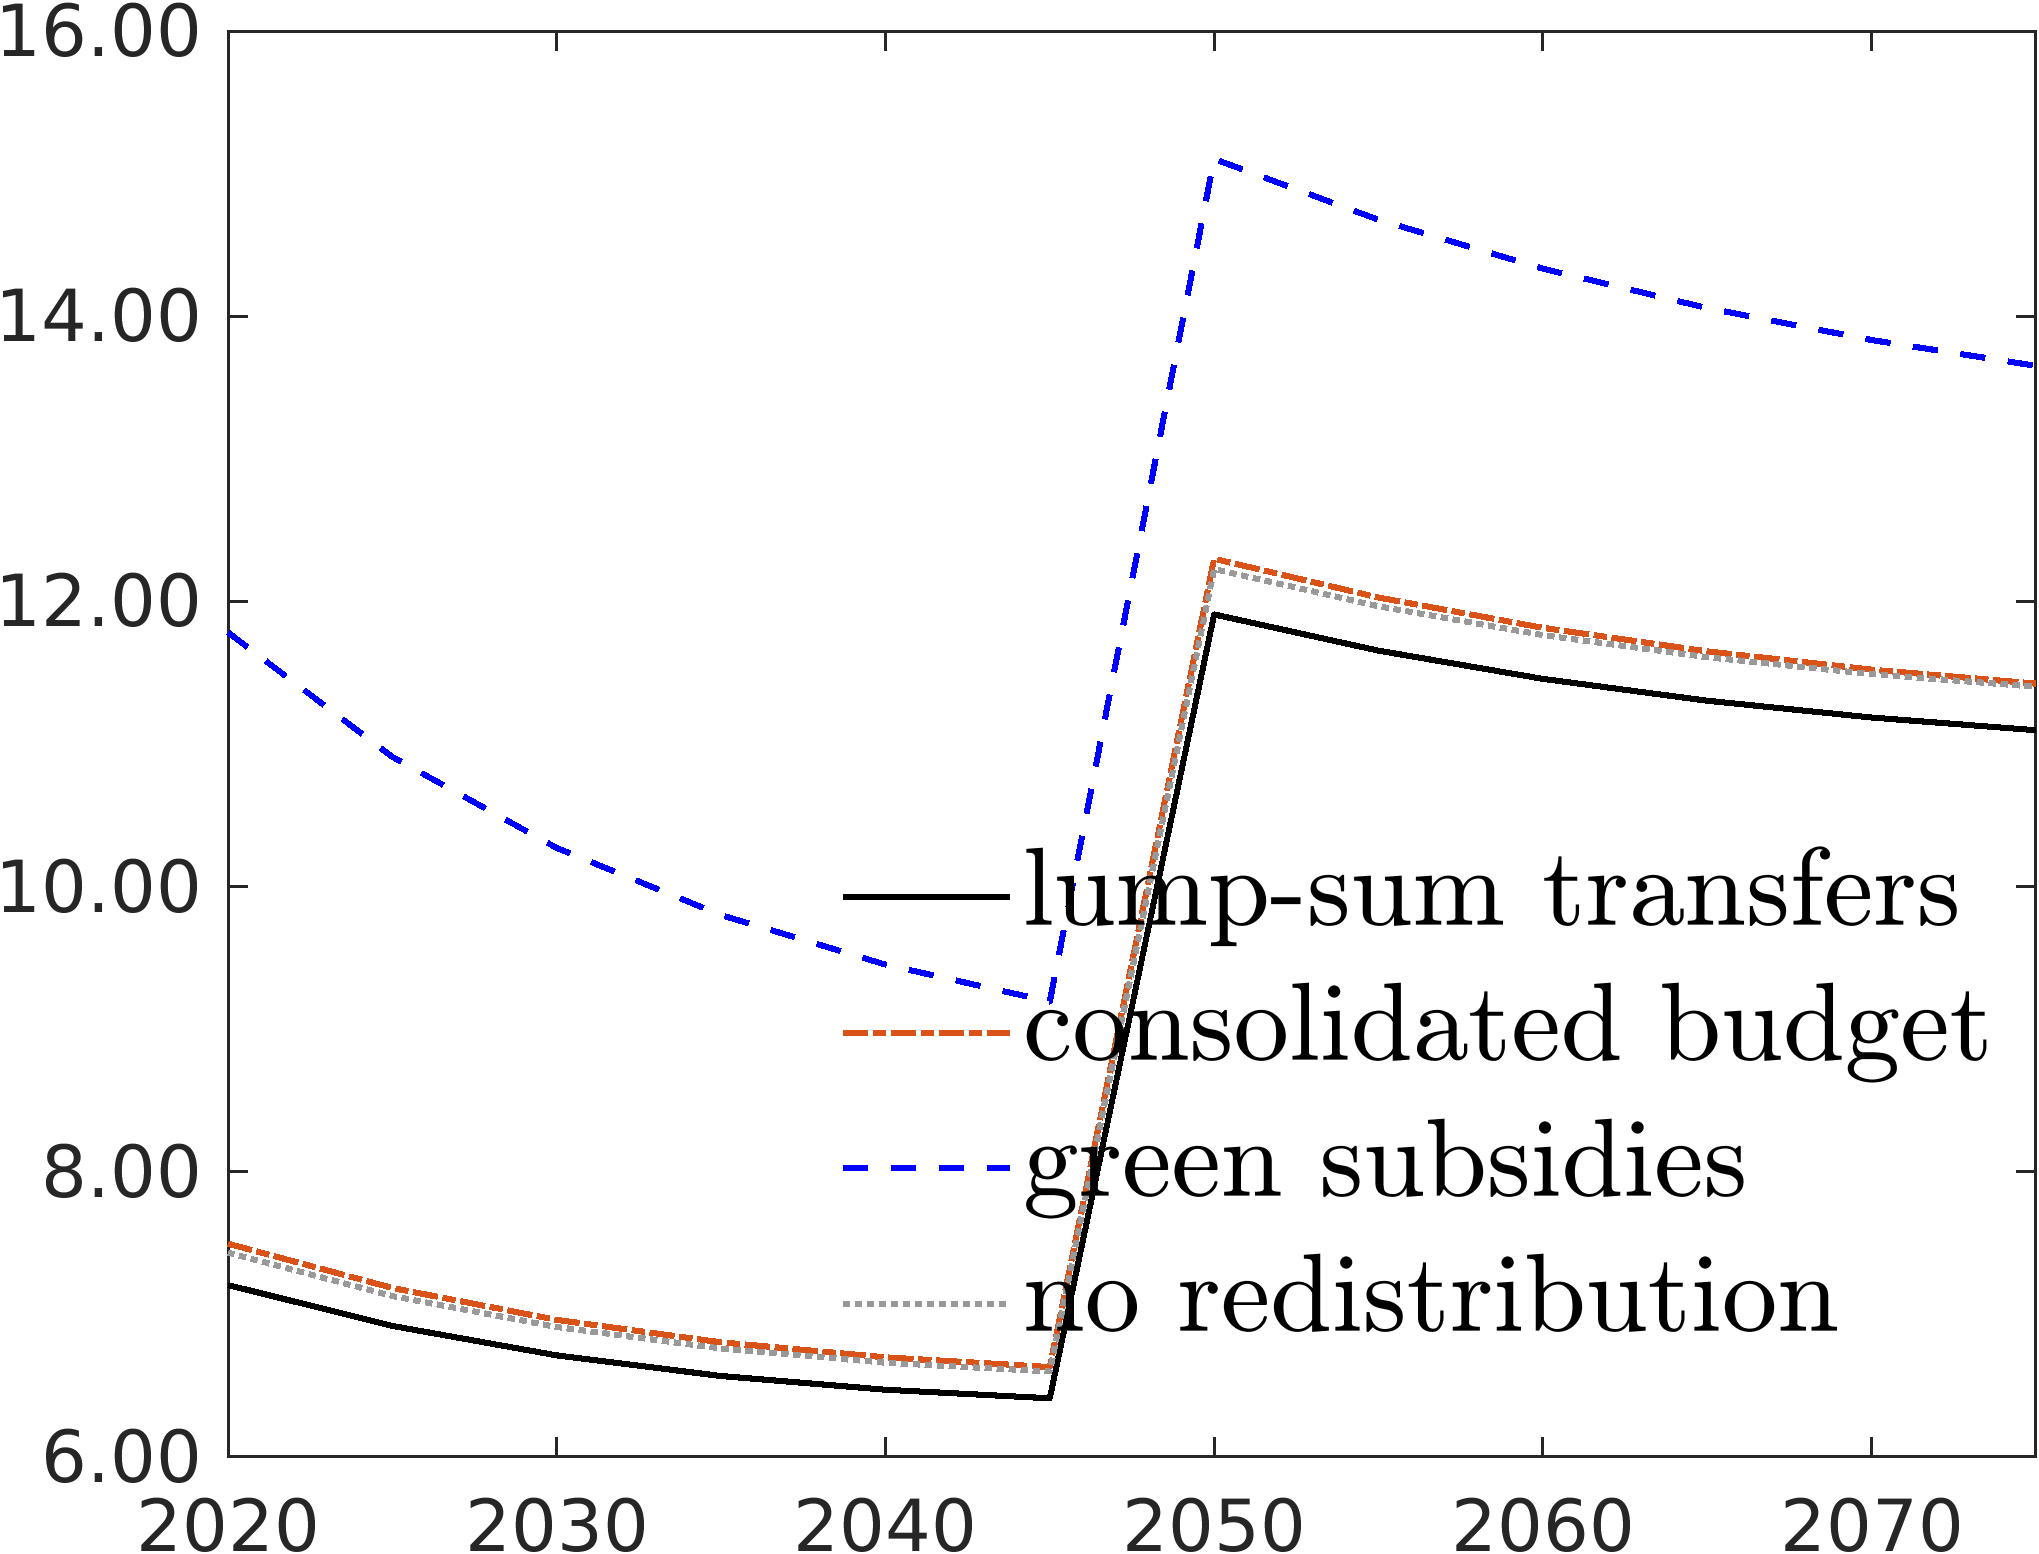 16.00
14.00
12.00
10.00
8.00
6.00
2020 2030 2040 2050 2060 2070
lump-sum transfers
consolidated budget
green subsidies
no redistribution